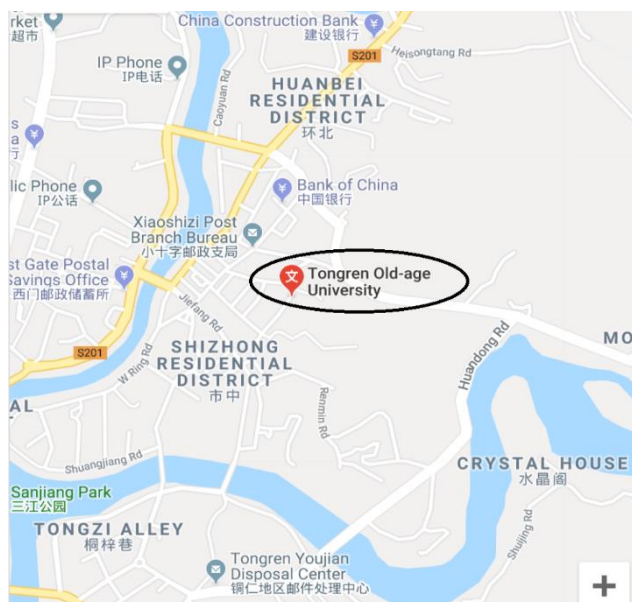 rket
超市
China Construction Bank
建设银行
S201
Heisongtang Rd
IP Phone
IP电话
Caoyuan Rd
HUANBEI
RESIDENTIAL
DISTRICT
环北
s
a
行
lic Phone
IP公话
Bank of China
中国银行
Xiaoshizi Post
Branch Bureau
小十字邮政支局
Tongren Old-age
University
st Gate Postal
Savings Office
西门邮政储蓄所
Jiefang Rd
S201
SHIZHONG
RESIDENTIAL
DISTRICT
市中
W Ring Rd
Huandong Rd
MO
AL
Renmin Rd
Shuangjiang Rd
CRYSTAL HOUSE
水晶阁
Sanjiang Park
三江公园
TONGZI ALLEY
桐梓巷
Shuijing Rd
Tongren Youjian
Disposal Center
铜仁地区邮件处理中心